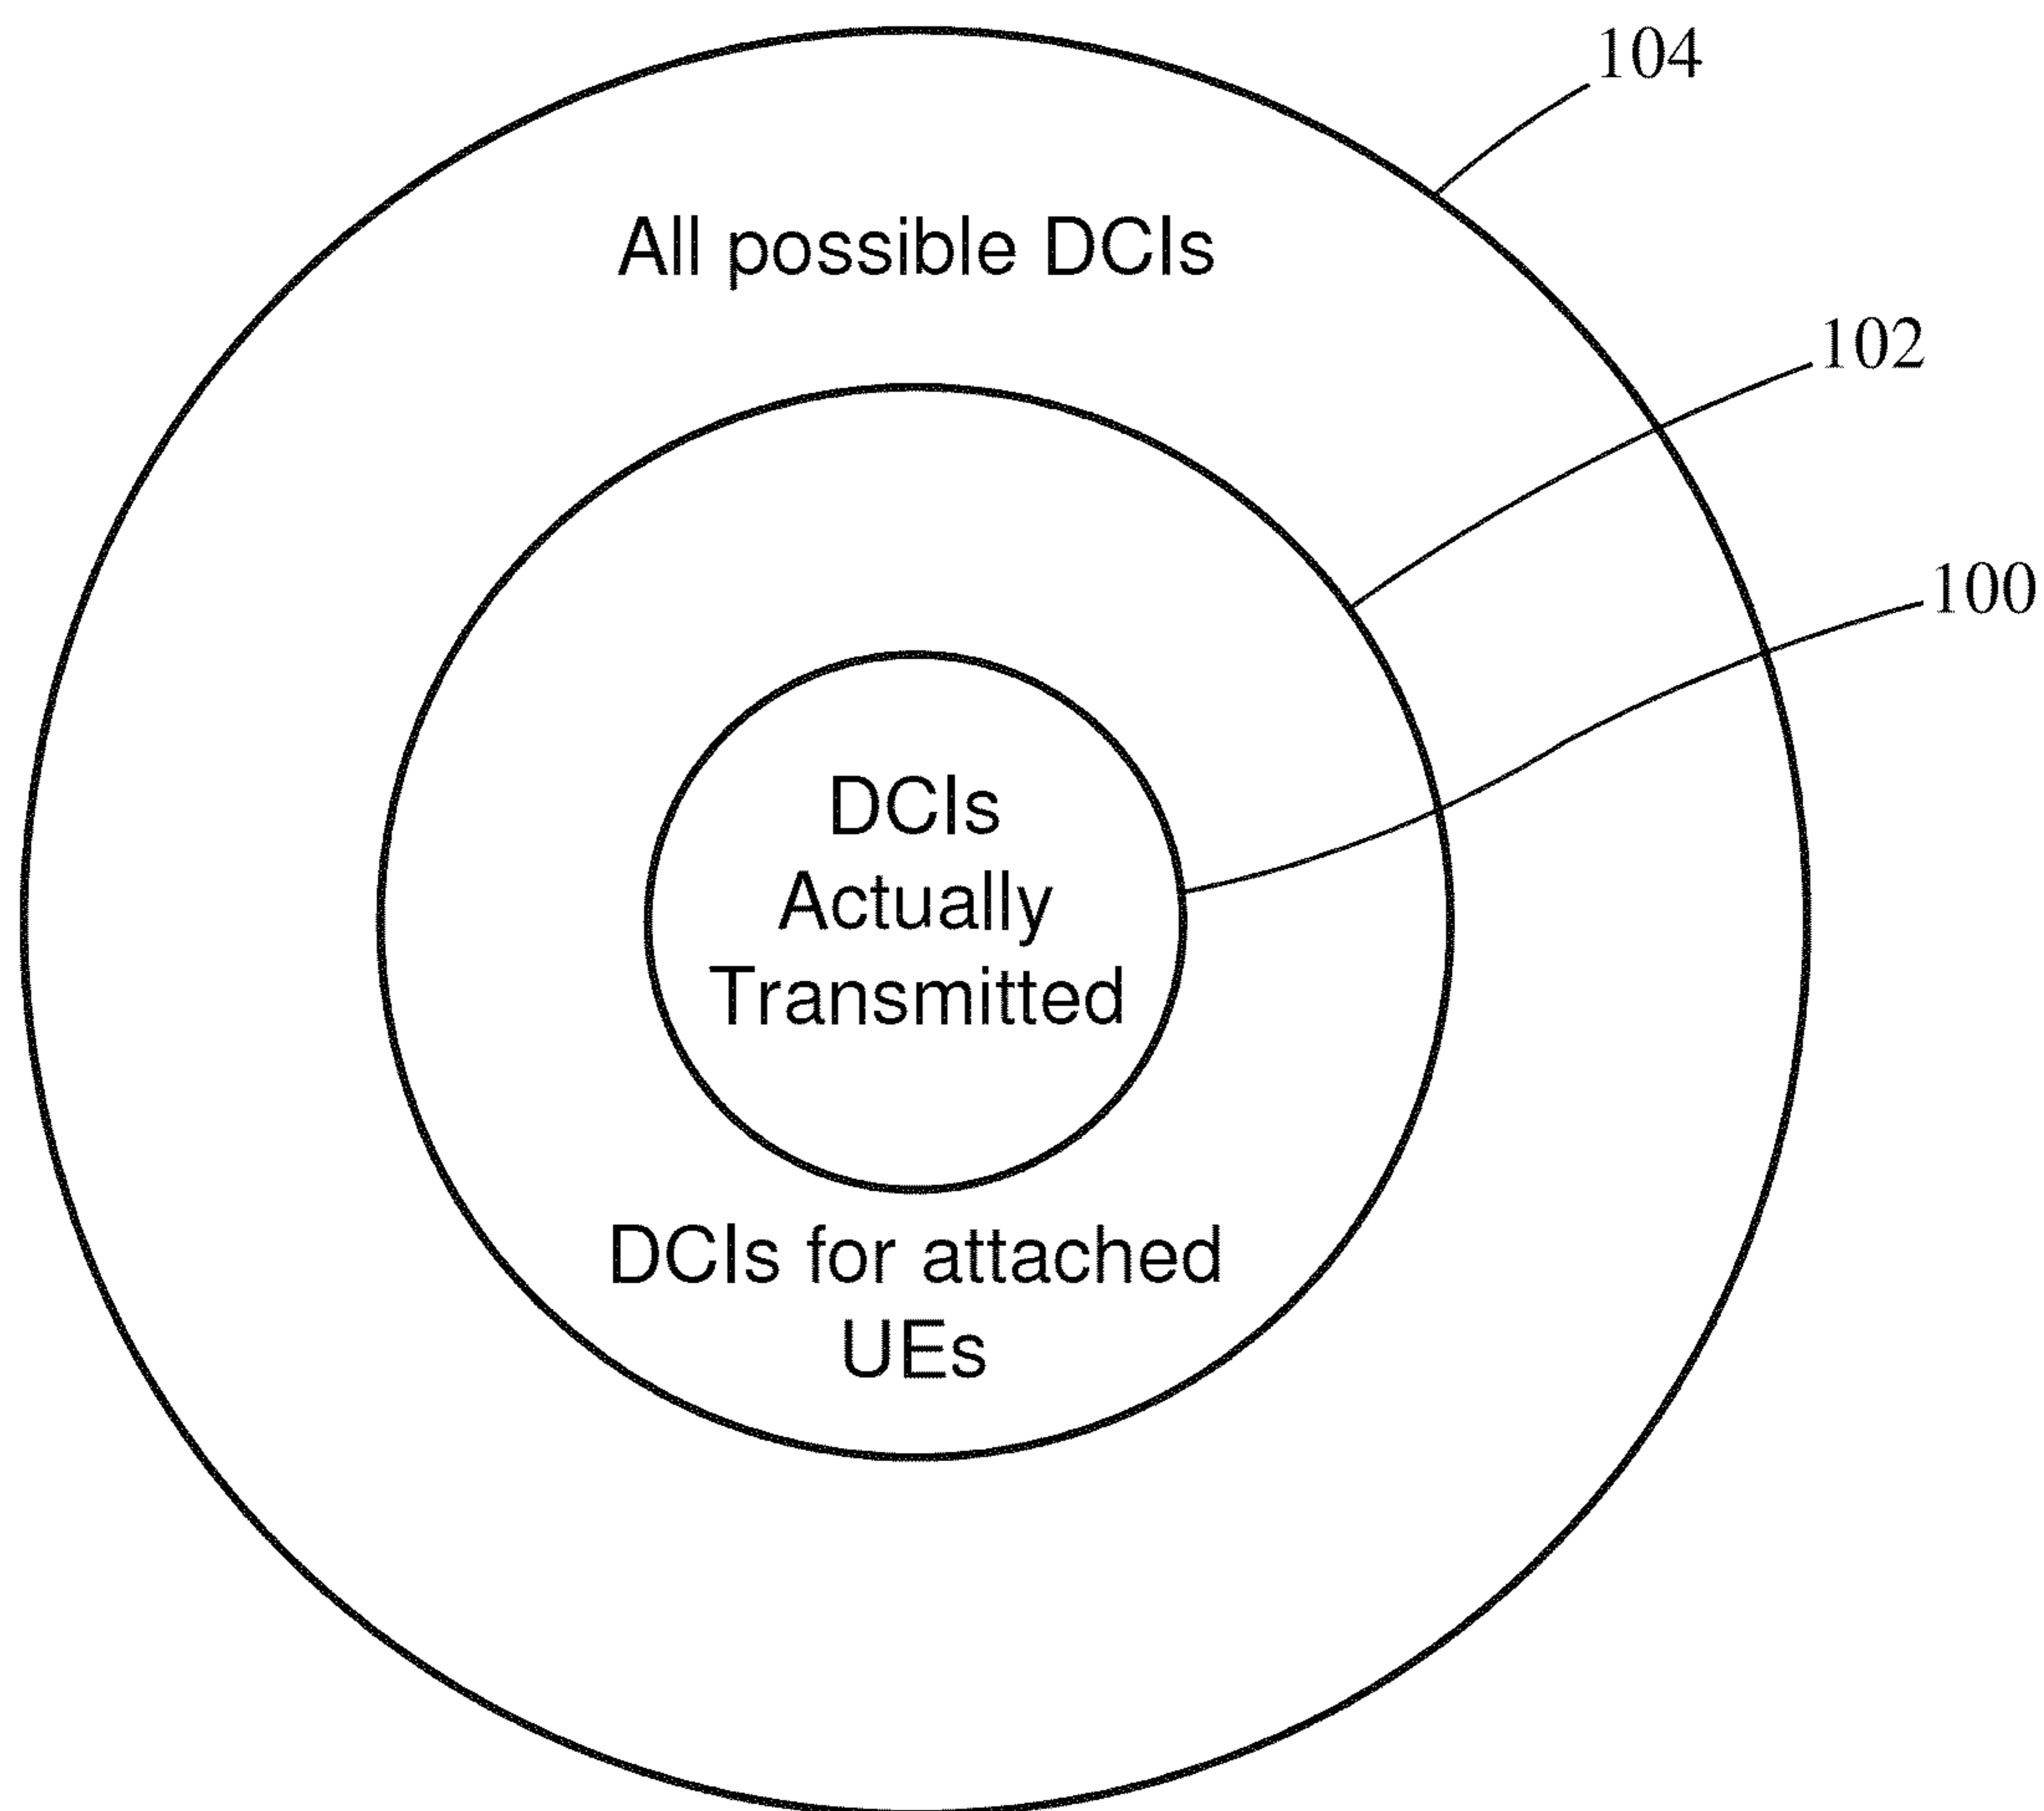 104
All possible DCIs
102
100
DCIs
Actually
Transmitted
DCIs for attached
UEs